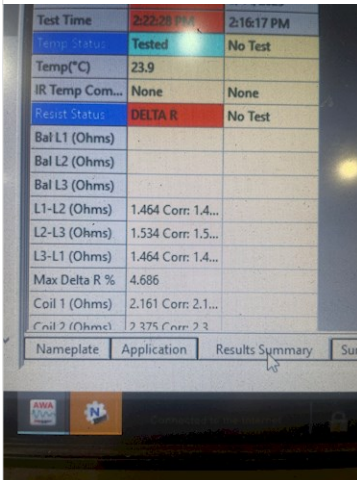 Test Time 2:22:28 PM 2:16:17 PM
Temp Status Tested No Test
Temp(°C) 23.9
IR Temp Com... None None
Resist Status DELTA R No Test
Bal L1 (Ohms)
Bal L2 (Ohms)
Bal L3 (Ohms)
L1-L2 (Ohms) 1.464 Corr: 1.4...
L2-L3 (Ohms) 1.534 Corr: 1.5...
L3-L1 (Ohms) 1.464 Corr: 1.4...
Max Delta R % 4.686
Coil 1 (Ohms) 2.161 Corr: 2.1...
Coil 2 (Ohms) 2.375 Corr: 2.3
Nameplate Application Results Summary Su
AWA
N